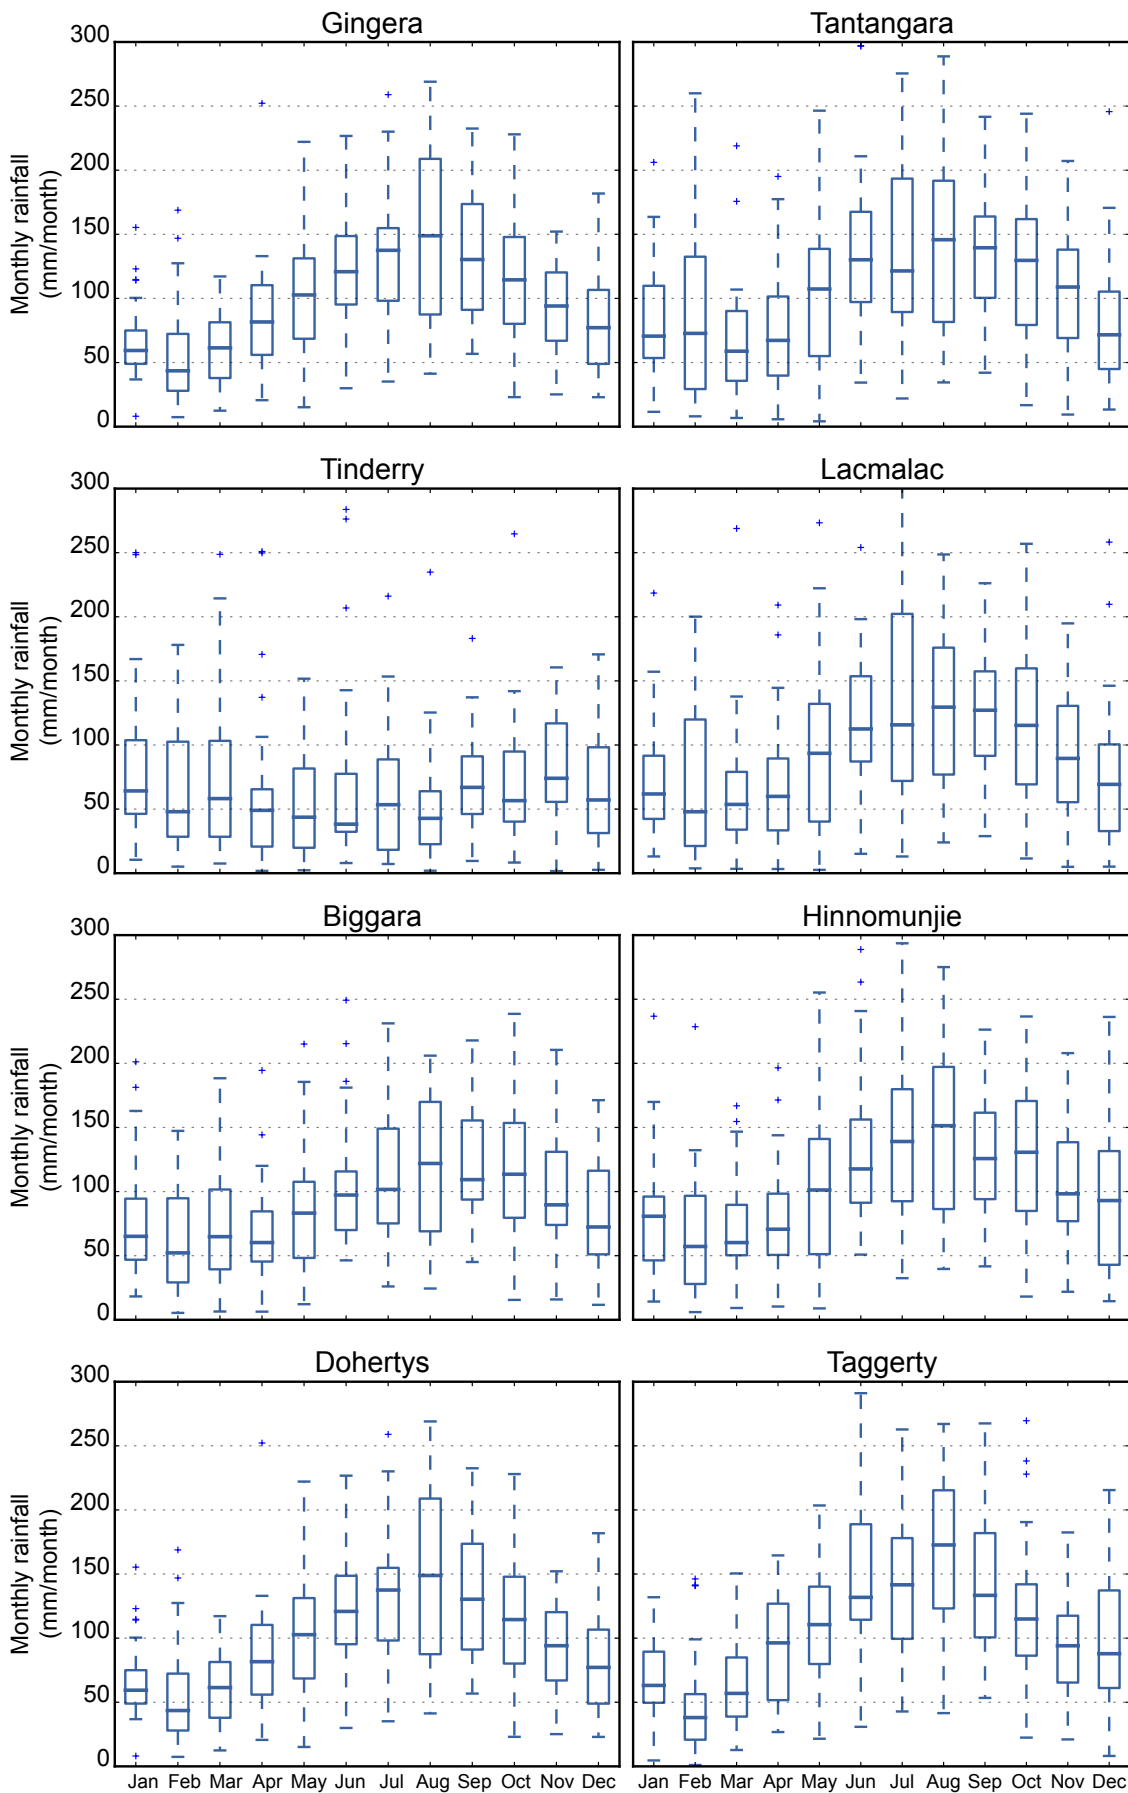 Gingera
Tantangara
300
250
200
150
100
50
0
Monthly rainfall
(mm/month)
Tinderry
Lacmalac
300
250
200
150
100
50
0
Monthly rainfall
(mm/month)
Biggara
Hinnomunjie
300
250
200
150
100
50
0
Monthly rainfall
(mm/month)
Dohertys
Taggerty
300
250
200
150
100
50
0
Monthly rainfall
(mm/month)
Jan Feb Mar Apr May Jun Jul Aug Sep Oct Nov Dec
Jan Feb Mar Apr May Jun Jul Aug Sep Oct Nov Dec